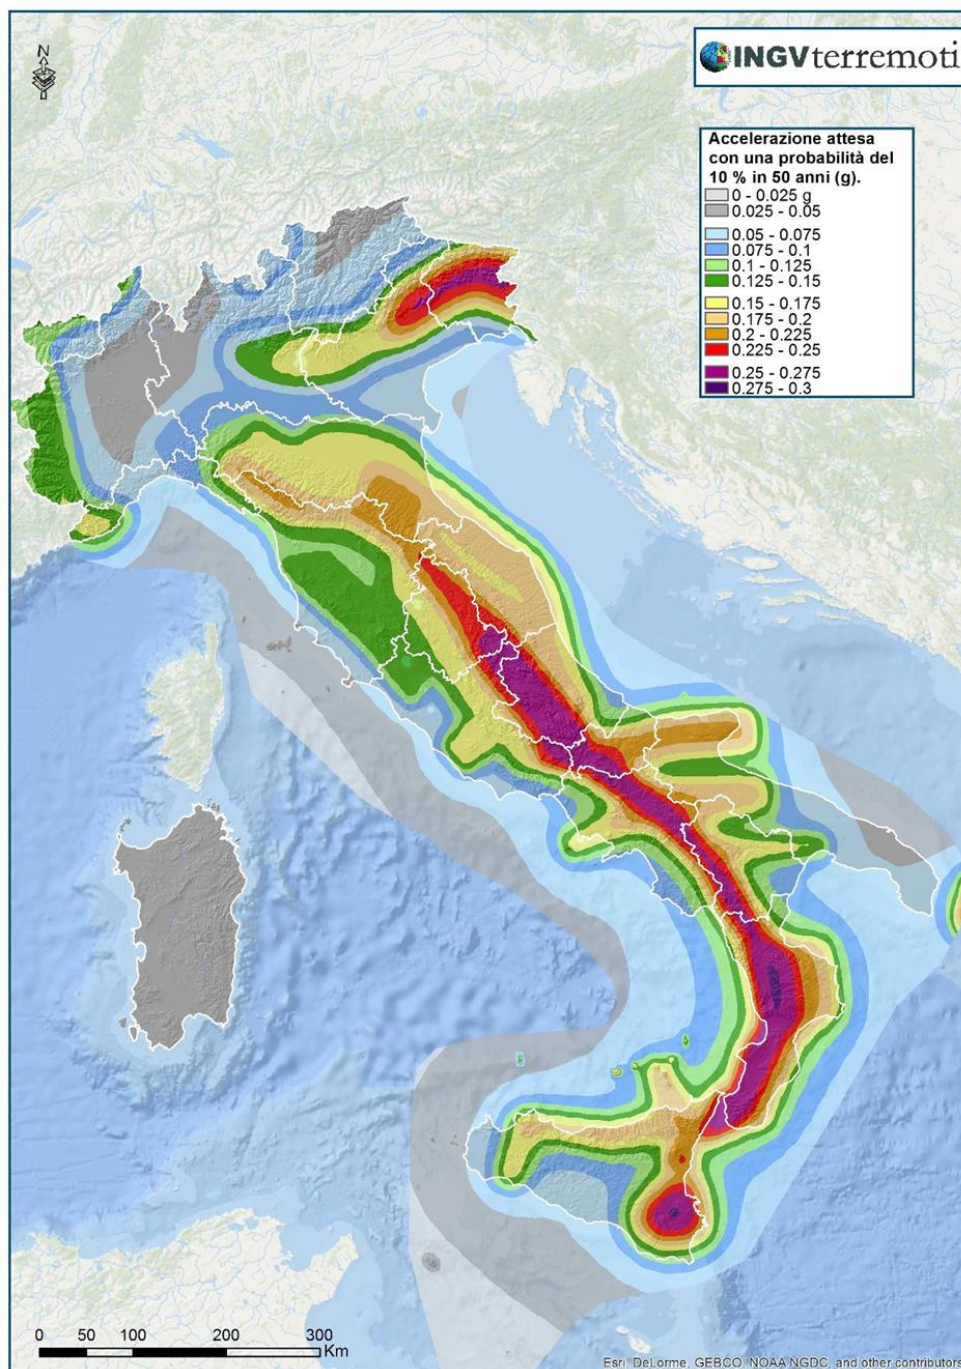 N
INGVterremoti
Accelerazione attesa
con una probabilità del
10 % in 50 anni (g).
0 - 0.025 g
0.025 - 0.05
0.05 - 0.075
0.075 - 0.1
0.1 - 0.125
0.125 - 0.15
0.15 - 0.175
0.175 - 0.2
0.2 - 0.225
0.225 - 0.25
0.25 - 0.275
0.275 - 0.3
0 50 100 200 300
Km
Esri, DeLorme, GEBCO, NOAA NGDC, and other contributors